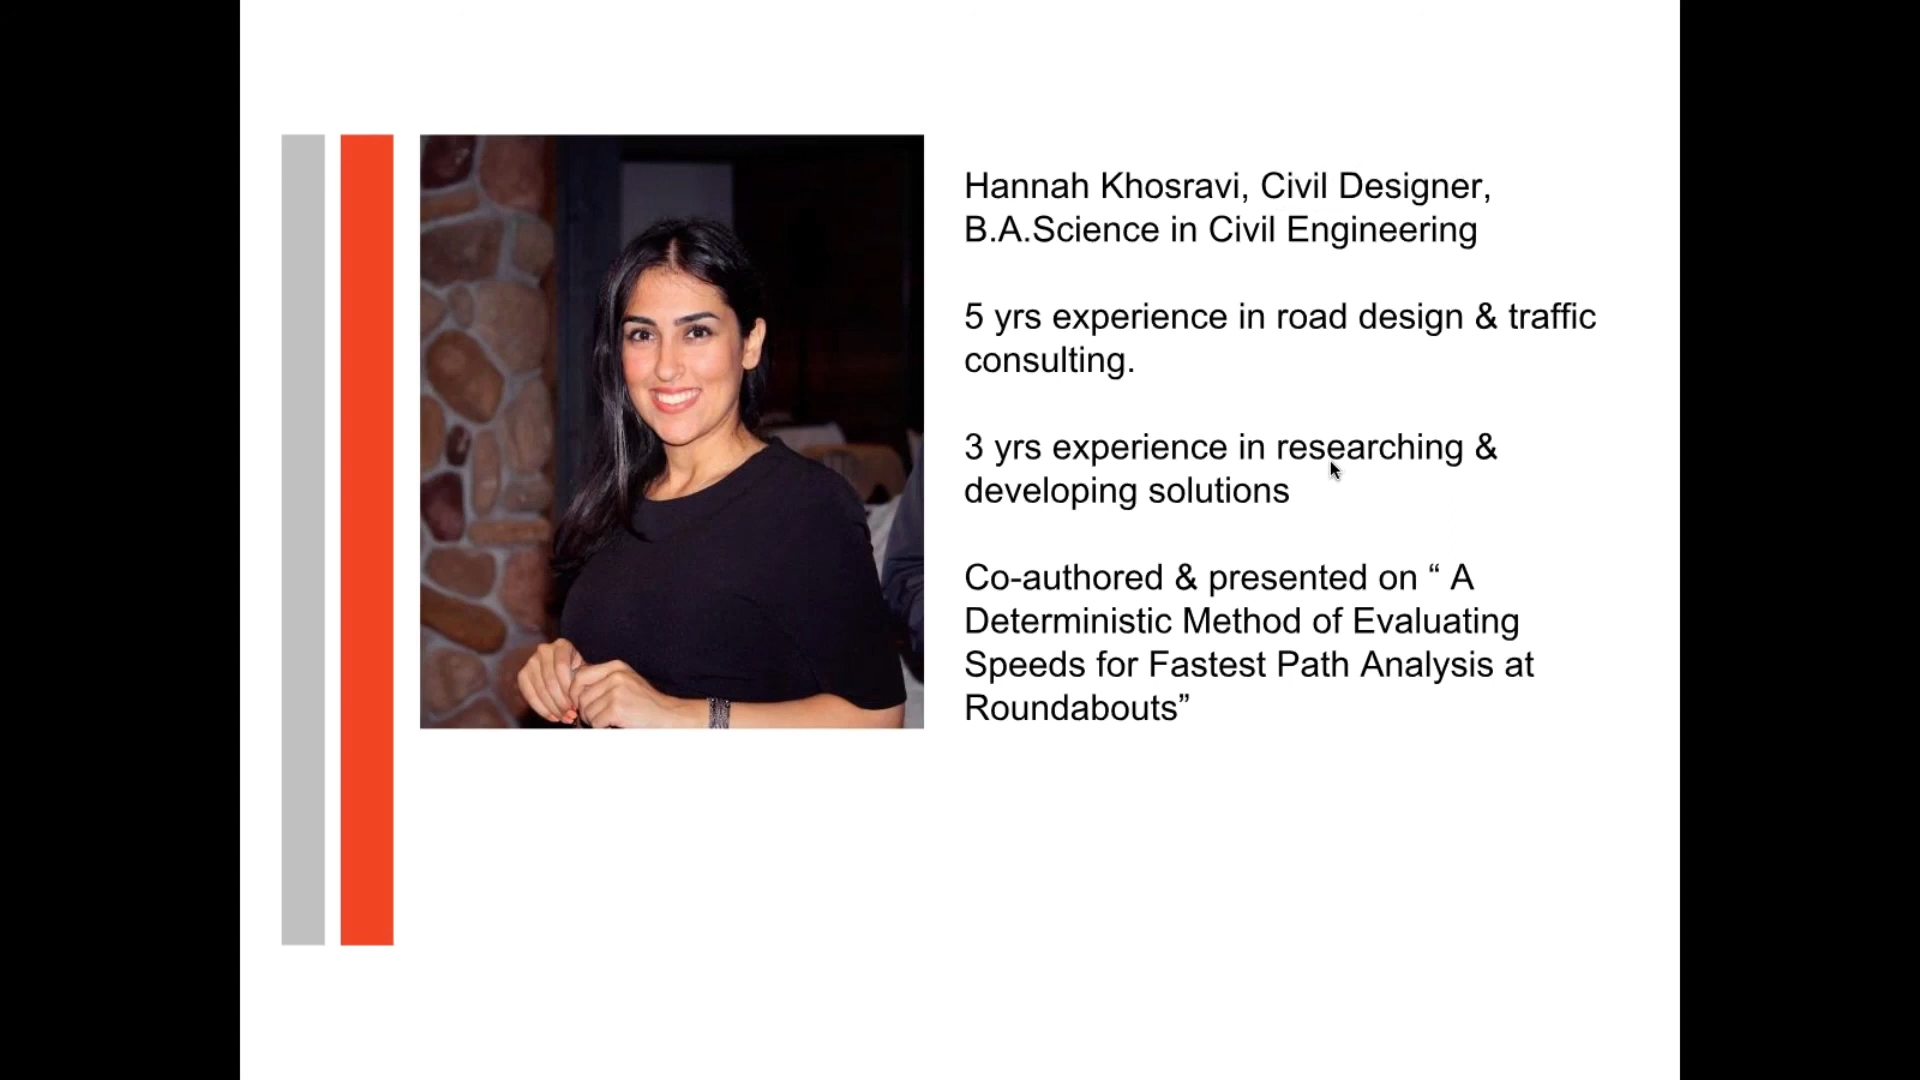 Hannah Khosravi, Civil Designer,
B.A.Science in Civil Engineering
5 yrs experience in road design & traffic
consulting.
3 yrs experience in researching &
developing solutions
Co-authored & presented on “ A
Deterministic Method of Evaluating
Speeds for Fastest Path Analysis at
Roundabouts”